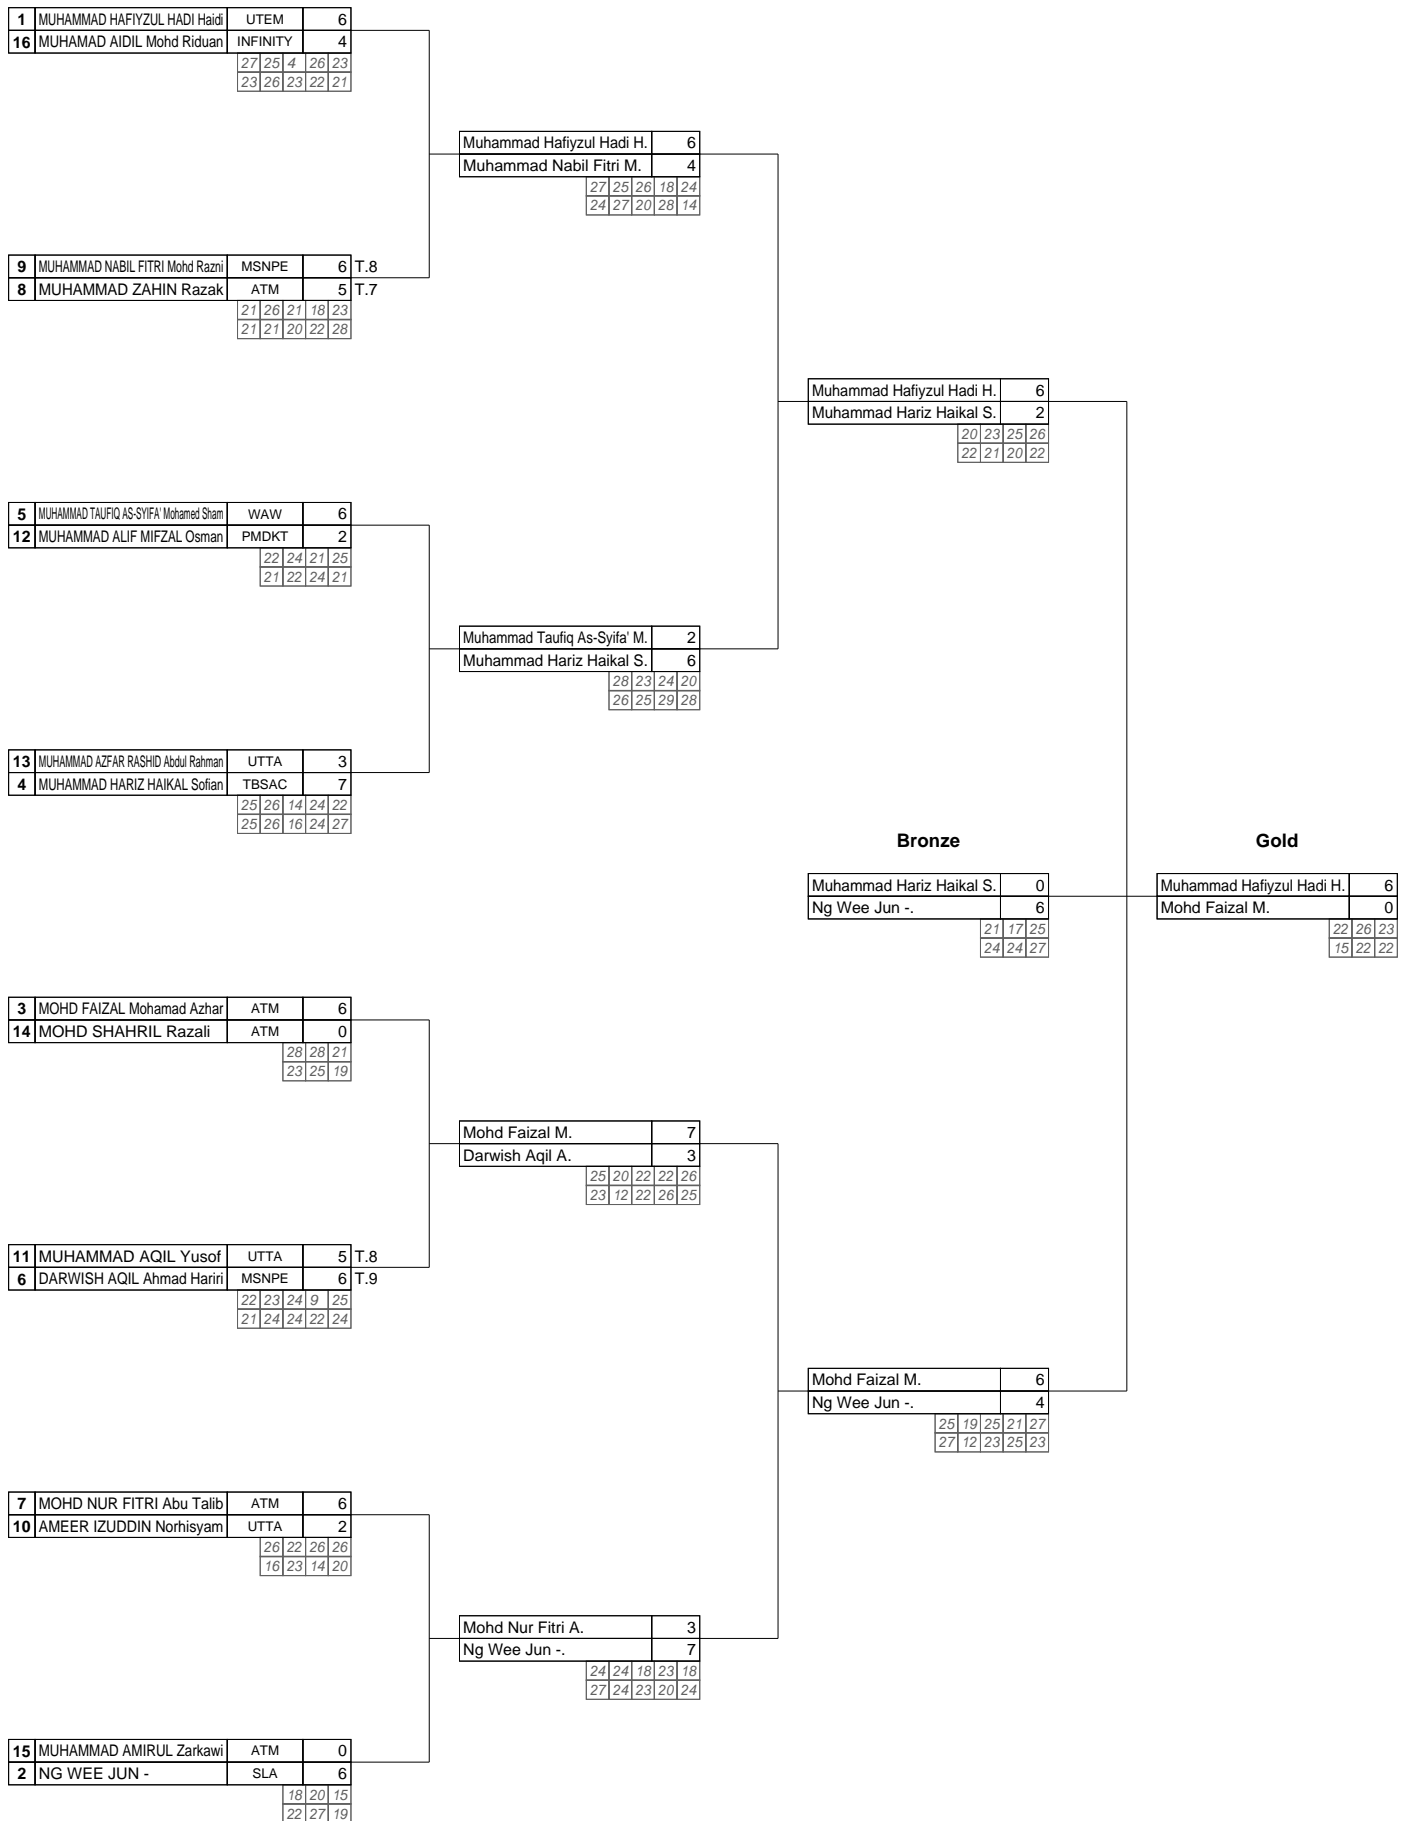 1 MUHAMMAD HAFIYZUL HADI Haidi UTEM 6
16 MUHAMAD AIDIL Mohd Riduan INFINITY 4
27 25 4 26 23
23 26 23 22 21
Muhammad Hafiyzul Hadi H. 6
Muhammad Nabil Fitri M. 4
27 25 26 18 24
24 27 20 28 14
9 MUHAMMAD NABIL FITRI Mohd Razni MSNPE 6 T.8
8 MUHAMMAD ZAHIN Razak ATM 5 T.7
21 26 21 18 23
21 21 20 22 28
Muhammad Hafiyzul Hadi H. 6
Muhammad Hariz Haikal S. 2
20 23 25 26
22 21 20 22
5 MUHAMMAD TAUFIQ AS-SYIFA' Mohamed Sham WAW 6
12 MUHAMMAD ALIF MIFZAL Osman PMDKT 2
22 24 21 25
21 22 24 21
Muhammad Taufiq As-Syifa' M. 2
Muhammad Hariz Haikal S. 6
28 23 24 20
26 25 29 28
13 MUHAMMAD AZFAR RASHID Abdul Rahman UTTA 3
4 MUHAMMAD HARIZ HAIKAL Sofian TBSAC 7
25 26 14 24 22
25 26 16 24 27
Bronze Gold
Muhammad Hariz Haikal S. 0 Muhammad Hafiyzul Hadi H. 6
Ng Wee Jun -. 6 Mohd Faizal M. 0
21 17 25 22 26 23
24 24 27 15 22 22
3 MOHD FAIZAL Mohamad Azhar ATM 6
14 MOHD SHAHRIL Razali ATM 0
28 28 21
23 25 19
Mohd Faizal M. 7
Darwish Aqil A. 3
25 20 22 22 26
23 12 22 26 25
11 MUHAMMAD AQIL Yusof UTTA 5 T.8
6 DARWISH AQIL Ahmad Hariri MSNPE 6 T.9
22 23 24 9 25
21 24 24 22 24
Mohd Faizal M. 6
Ng Wee Jun -. 4
25 19 25 21 27
27 12 23 25 23
7 MOHD NUR FITRI Abu Talib ATM 6
10 AMEER IZUDDIN Norhisyam UTTA 2
26 22 26 26
16 23 14 20
Mohd Nur Fitri A. 3
Ng Wee Jun -. 7
24 24 18 23 18
27 24 23 20 24
15 MUHAMMAD AMIRUL Zarkawi ATM 0
2 NG WEE JUN - SLA 6
18 20 15
22 27 19